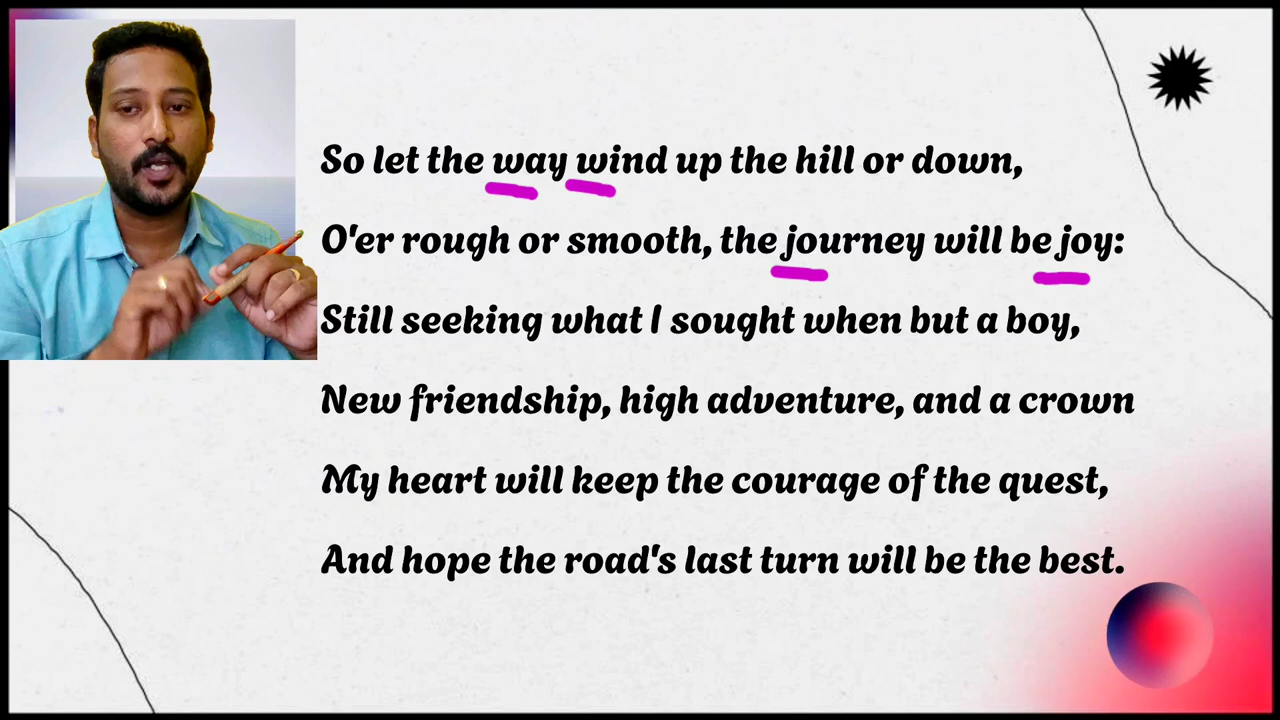 So let the way wind up the hill or down,
O'er rough or smooth, the journey will be joy:
Still seeking what I sought when but a boy,
New friendship, high adventure, and a crown
My heart will keep the courage of the quest,
And hope the road's last turn will be the best.